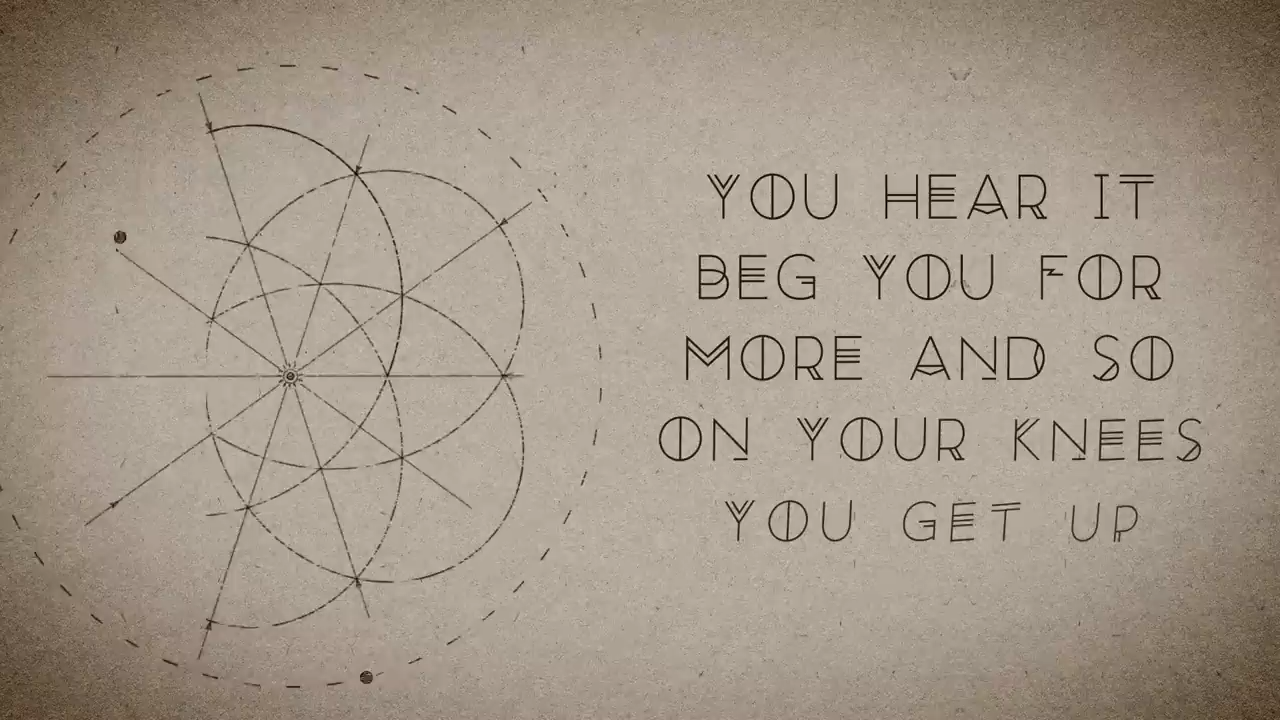 YOU HEAR IT
BEG YOU FOR
MORE AND SO
ON YOUR KNEES
YOU GET UP